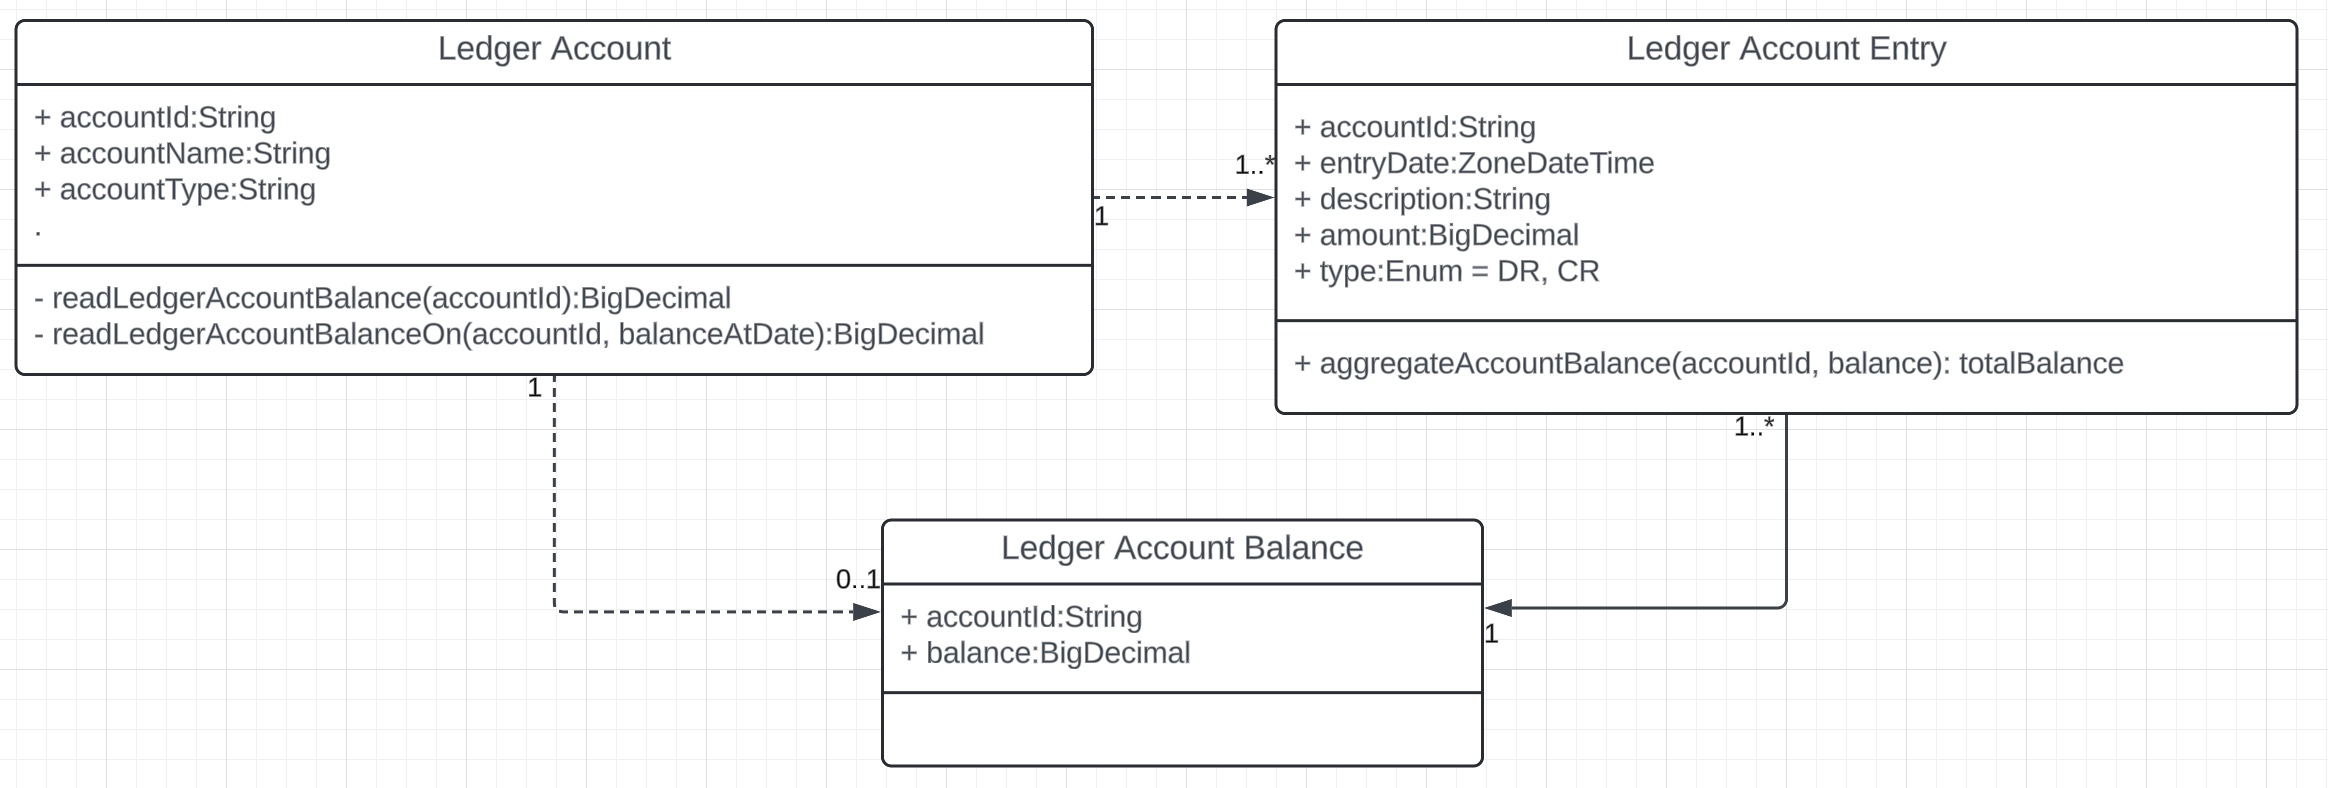 Ledger Account
+ accountId:String
+ accountName:String
+ accountType:String
.
- readLedgerAccountBalance(accountId):BigDecimal
- readLedgerAccountBalanceOn(accountId, balanceAtDate):BigDecimal
1
1..*
1
0..1
Ledger Account Entry
+ accountId:String
+ entryDate:ZoneDateTime
+ description:String
+ amount:BigDecimal
+ type:Enum = DR, CR
+ aggregateAccountBalance(accountId, balance): totalBalance
1..*
1
Ledger Account Balance
+ accountId:String
+ balance:BigDecimal